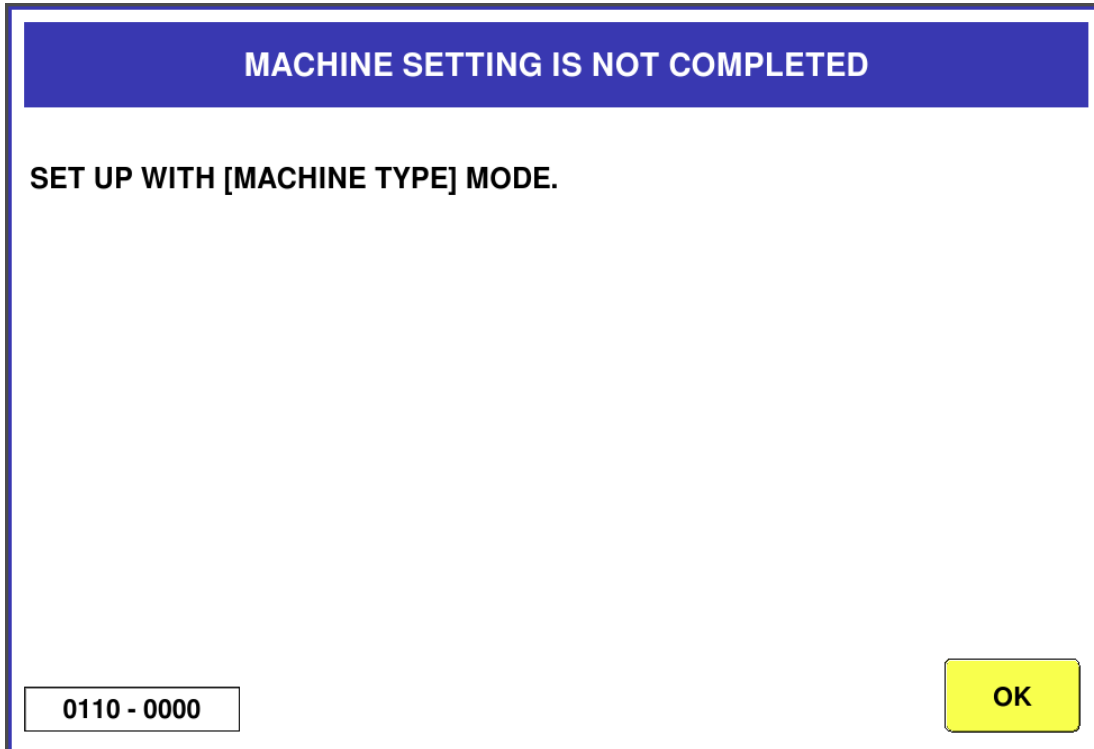 MACHINE SETTING IS NOT COMPLETED
SET UP WITH [MACHINE TYPE] MODE.
0110 - 0000
OK